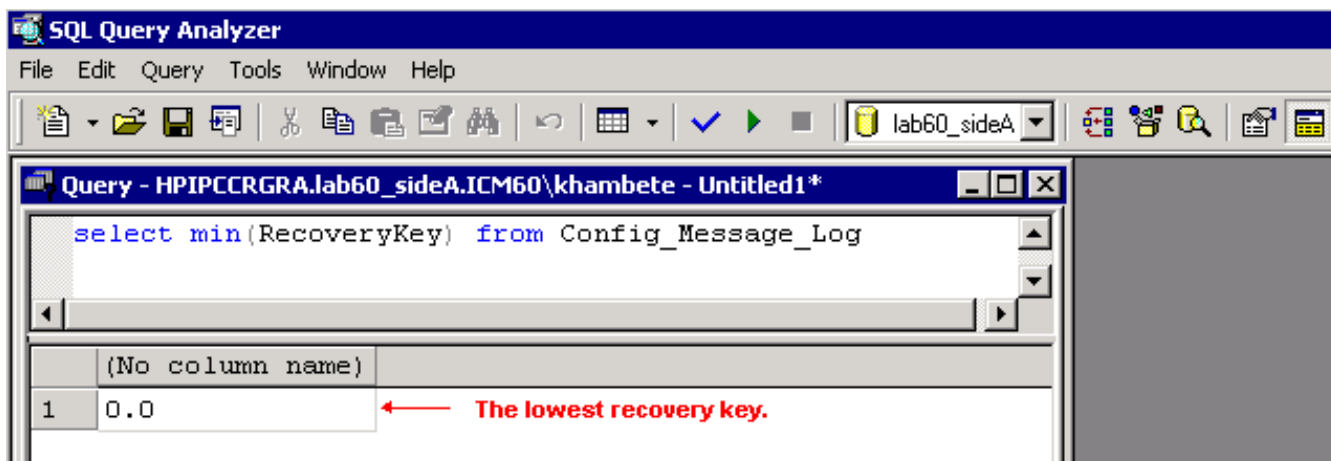 SQL Query Analyzer
File Edit Query Tools Window Help
lab60_sideA
Query - HPIPCCRGRA.lab60_sideA.ICM60\khambete - Untitled1*
select min(RecoveryKey) from Config_Message_Log
(No column name)
1 0.0 The lowest recovery key.